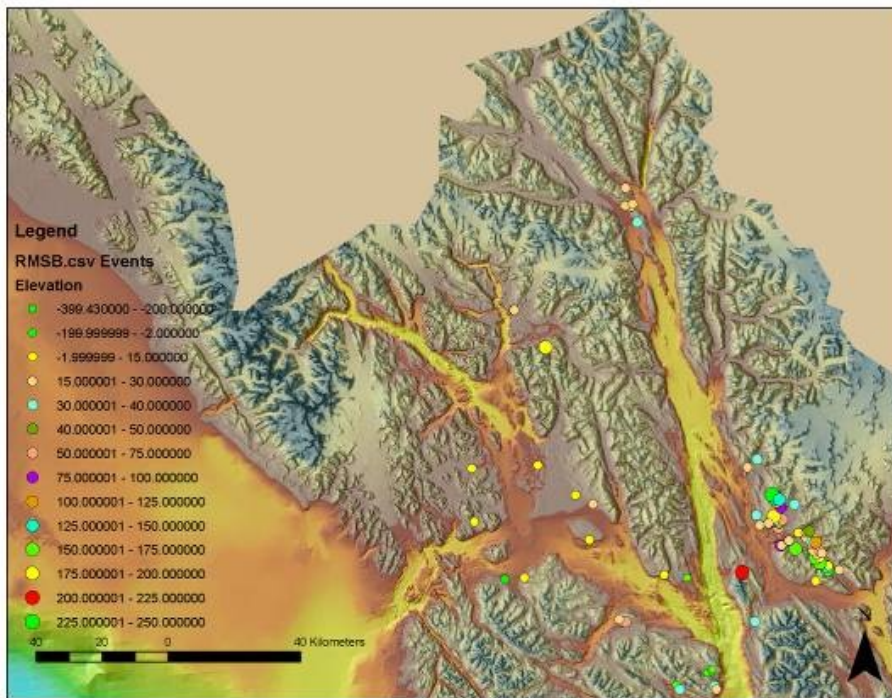 Legend
RMSB.csv Events
Elevation
-399.430000 - -200.000000
-199.999999 - -2.000000
-1.999999 - 15.000000
15.000001 - 30.000000
30.000001 - 40.000000
40.000001 - 50.000000
50.000001 - 75.000000
75.000001 - 100.000000
100.000001 - 125.000000
125.000001 - 150.000000
150.000001 - 175.000000
175.000001 - 200.000000
200.000001 - 225.000000
225.000001 - 250.000000
40 20 0 40 Kilometers